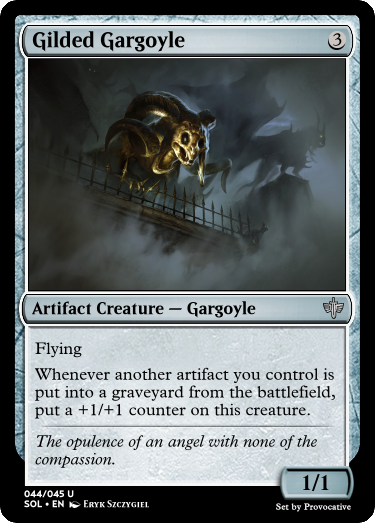 Gilded Gargoyle 3
Artifact Creature — Gargoyle
Flying
Whenever another artifact you control is
put into a graveyard from the battlefield,
put a +1/+1 counter on this creature.
The opulence of an angel with none of the
compassion.
1/1
044/045 U
SOL • EN Eryk Szczygieł
Set by Provocative